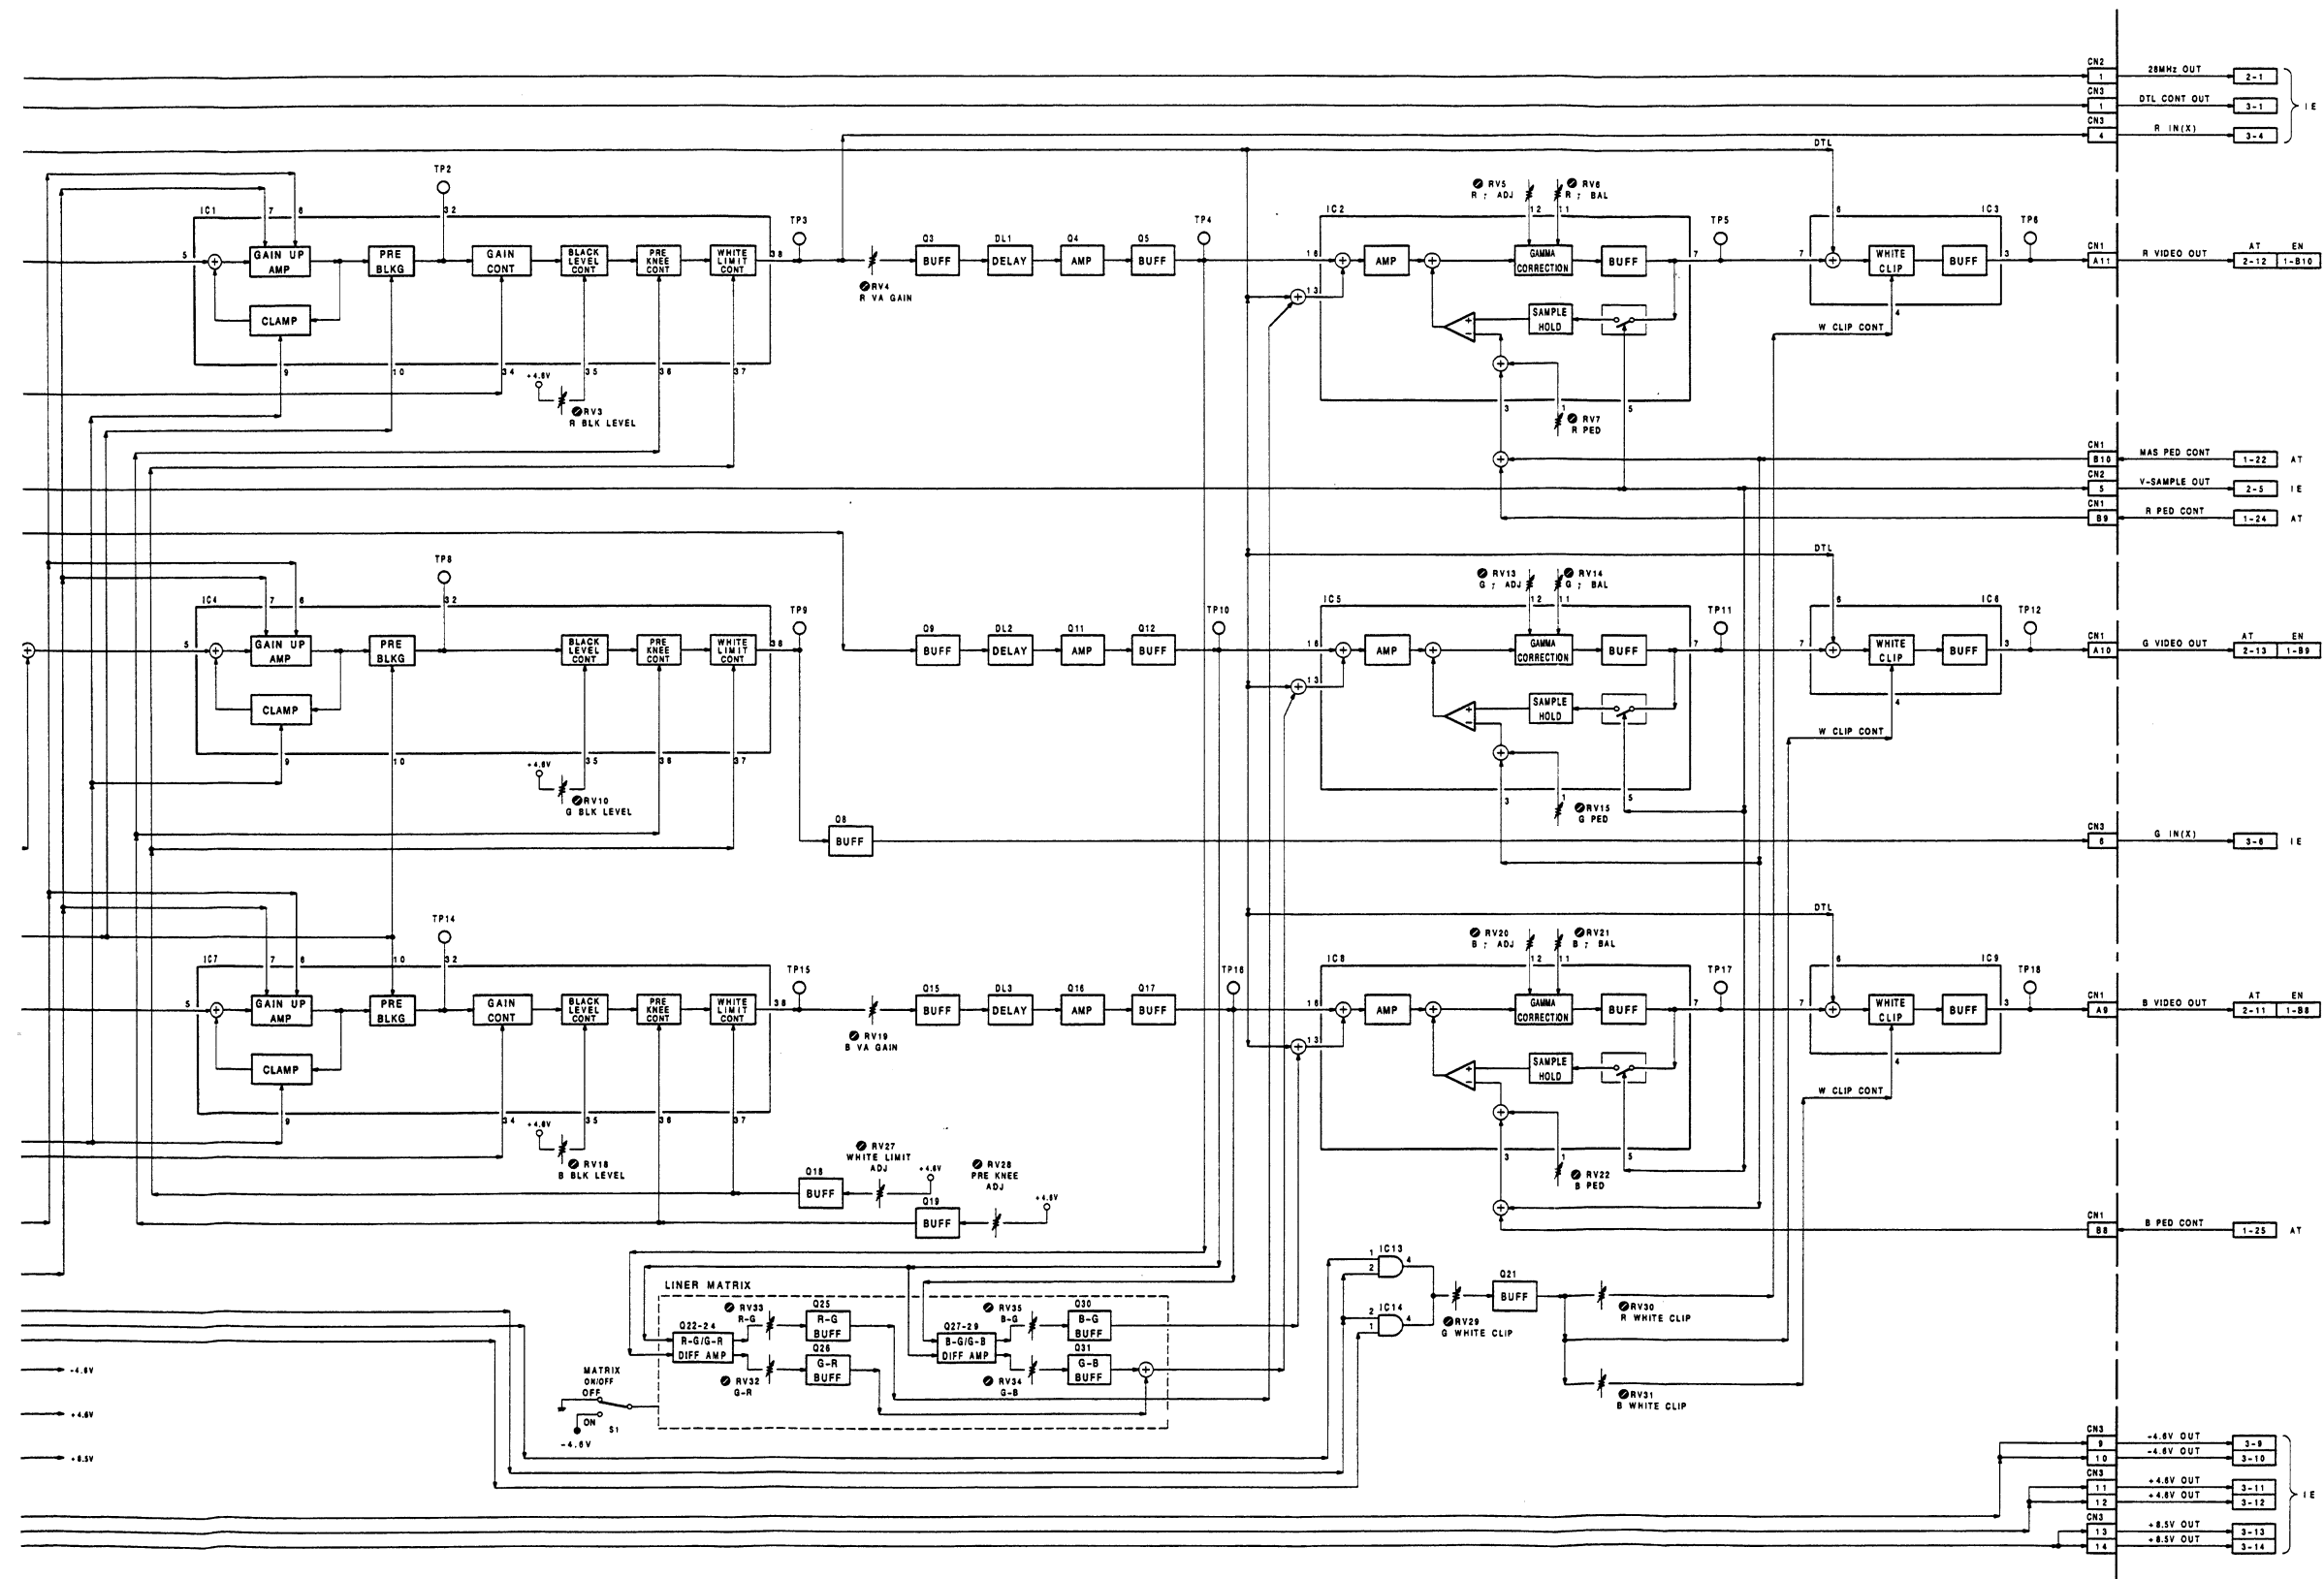 CN2
1 28MHz OUT 2-1
CN3
1 DTL CONT OUT 3-1 IE
CN3
4 R IN(X) 3-4
DTL
TP2
RV5 RV6
R ; ADJ R ; BAL
IC1 7 6 32 TP3 TP4 IC2 12 11 TP5 6 IC3 TP6
Q3 DL1 Q4 Q5
5 GAIN UP AMP PRE BLKG GAIN CONT BLACK LEVEL CONT PRE KNEE CONT WHITE LIMIT CONT 38 BUFF DELAY AMP BUFF 16 AMP GAMMA CORRECTION BUFF 7 7 WHITE CLIP BUFF 3
CN1
A11 R VIDEO OUT
AT EN
2-12 1-B10
RV4
R VA GAIN
13
CLAMP
SAMPLE HOLD
+ −
4
W CLIP CONT
9 10 34 35 36 37
+4.6V
RV3
R BLK LEVEL
3 1 5
RV7
R PED
CN1
B10 MAS PED CONT 1-22 AT
CN2
5 V-SAMPLE OUT 2-5 IE
CN1
B9 R PED CONT 1-24 AT
DTL
TP8
RV13 RV14
G ; ADJ G ; BAL
IC4 7 6 32 TP9 TP10 IC5 12 11 TP11 6 IC6 TP12
Q9 DL2 Q11 Q12
5 GAIN UP AMP PRE BLKG BLACK LEVEL CONT PRE KNEE CONT WHITE LIMIT CONT 38 BUFF DELAY AMP BUFF 16 AMP GAMMA CORRECTION BUFF 7 7 WHITE CLIP BUFF 3
CN1
A10 G VIDEO OUT
AT EN
2-13 1-B9
13
CLAMP
SAMPLE HOLD
+ −
4
W CLIP CONT
9 10 35 36 37
+4.6V
RV10
G BLK LEVEL
3 1 5
RV15
G PED
Q8
BUFF
CN3
6 G IN(X) 3-6 IE
DTL
TP14
RV20 RV21
B ; ADJ B ; BAL
IC7 7 6 10 32 TP15 TP16 IC8 12 11 TP17 6 IC9 TP18
Q15 DL3 Q16 Q17
5 GAIN UP AMP PRE BLKG GAIN CONT BLACK LEVEL CONT PRE KNEE CONT WHITE LIMIT CONT 38 BUFF DELAY AMP BUFF 16 AMP GAMMA CORRECTION BUFF 7 7 WHITE CLIP BUFF 3
CN1
A9 B VIDEO OUT
AT EN
2-11 1-B8
RV19
B VA GAIN
13
CLAMP
SAMPLE HOLD
+ −
4
W CLIP CONT
9 34 35 36 37
+4.6V
RV18
B BLK LEVEL
3 1 5
RV22
B PED
RV27
WHITE LIMIT
ADJ
+4.6V
Q18
BUFF
RV28
PRE KNEE
ADJ
+4.6V
Q19
BUFF
CN1
B8 B PED CONT 1-25 AT
LINER MATRIX
Q22-24
R-G/G-R
DIFF AMP
RV33
R-G
Q25
R-G
BUFF
RV32
G-R
Q26
G-R
BUFF
Q27-29
B-G/G-B
DIFF AMP
RV35
B-G
Q30
B-G
BUFF
RV34
G-B
Q31
G-B
BUFF
1 IC13 4
2
2 IC14 4
1
RV29
G WHITE CLIP
Q21
BUFF
RV30
R WHITE CLIP
RV31
B WHITE CLIP
MATRIX
ON/OFF
OFF
ON S1
-4.6V
-4.6V
+4.6V
+8.5V
CN3
9 -4.6V OUT 3-9
10 -4.6V OUT 3-10
CN3
11 +4.6V OUT 3-11
12 +4.6V OUT 3-12 IE
CN3
13 +8.5V OUT 3-13
14 +8.5V OUT 3-14